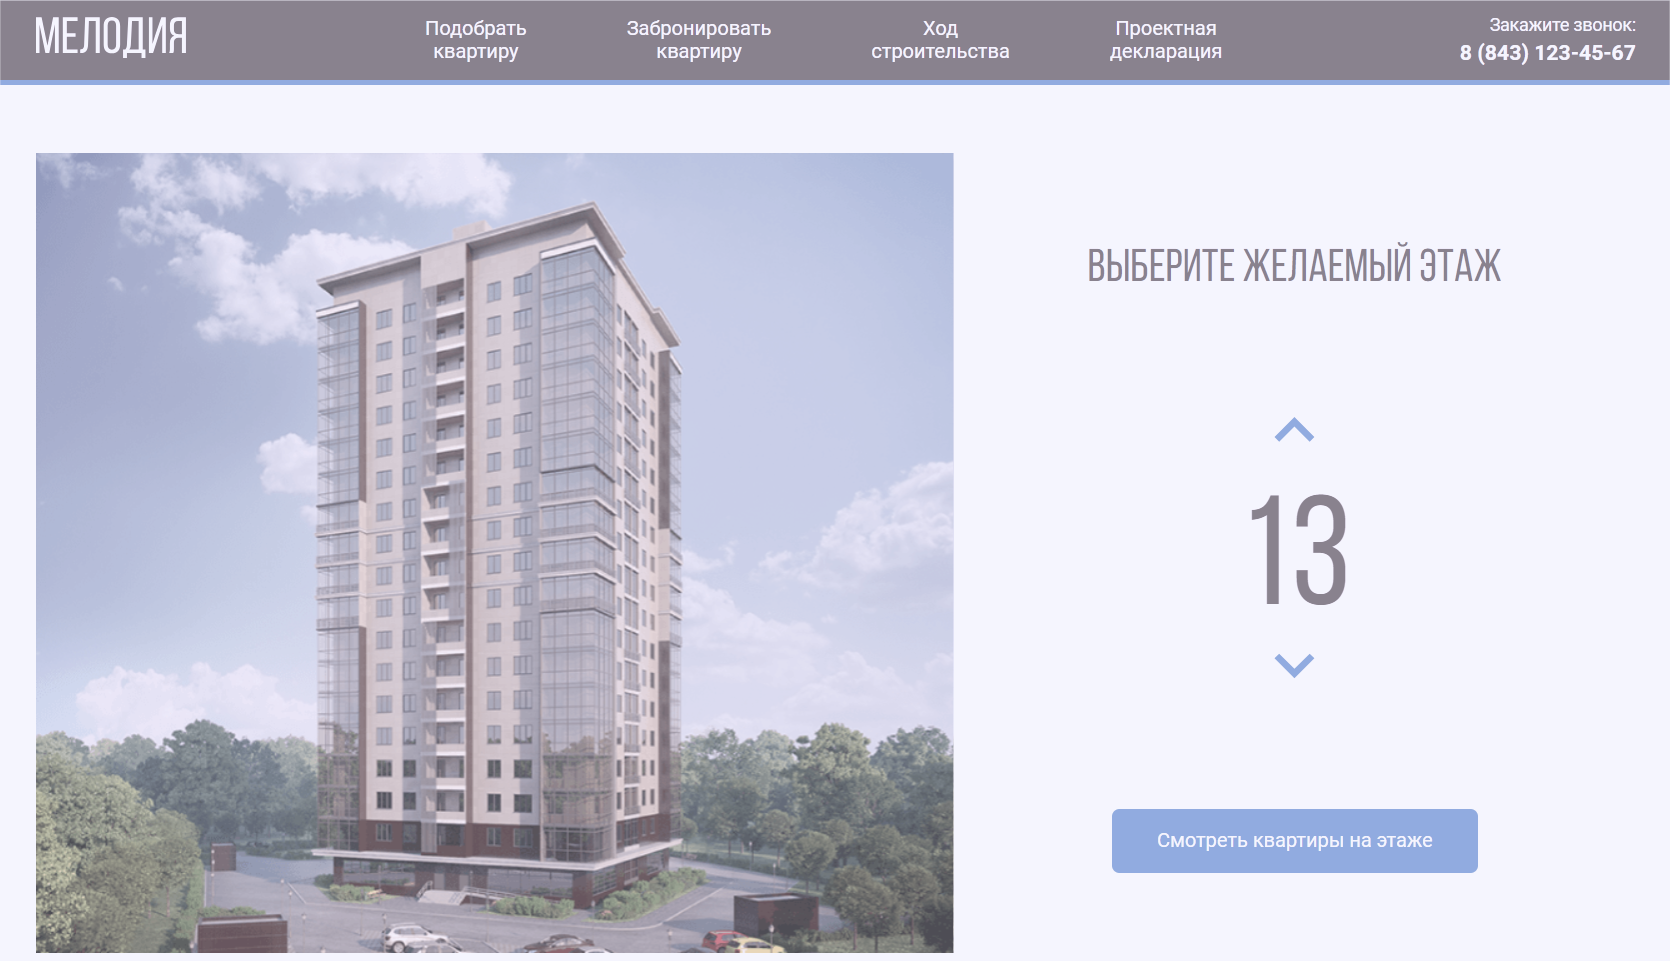 МЕЛОДИЯ
Подобрать
квартиру
Забронировать
квартиру
Ход
строительства
Проектная
декларация
Закажите звонок:
8 (843) 123-45-67
ВЫБЕРИТЕ ЖЕЛАЕМЫЙ ЭТАЖ
13
Смотреть квартиры на этаже